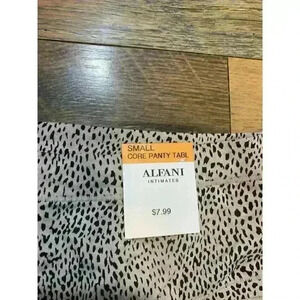 SMALL
CORE PANTY TABL
ALFANI
INTIMATES
$7.99